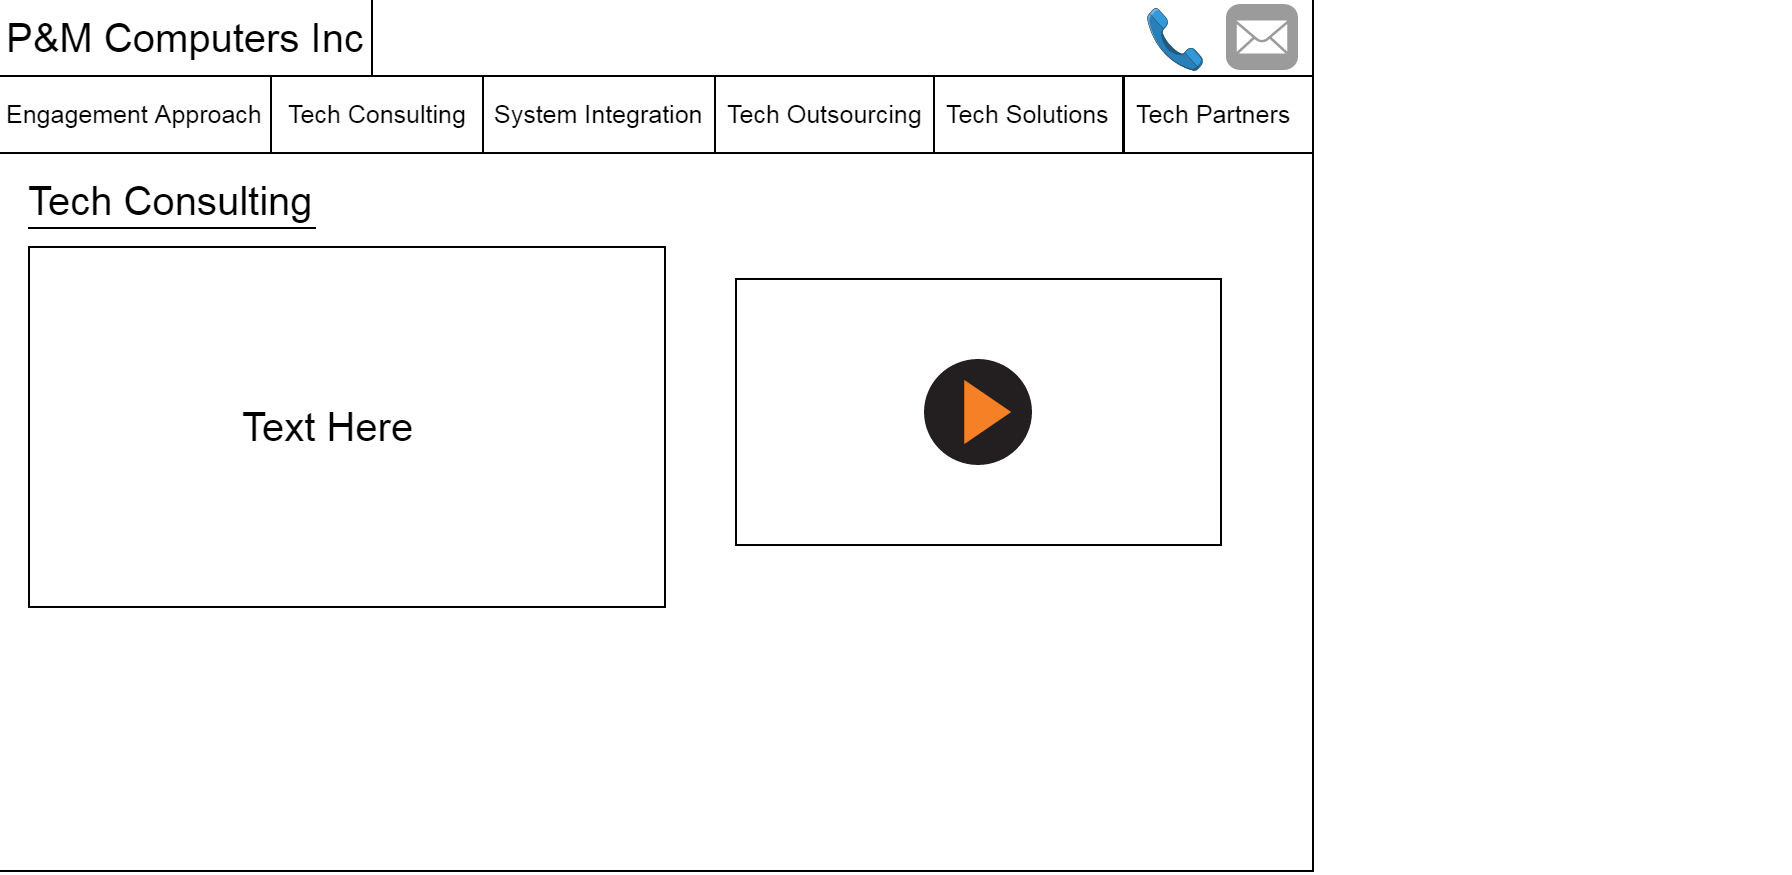 P&M Computers Inc
Engagement Approach Tech Consulting System Integration Tech Outsourcing Tech Solutions Tech Partners
Tech Consulting
Text Here